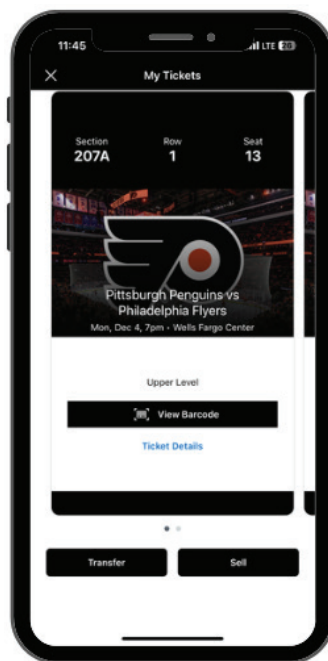 11:45 LTE 28
My Tickets
Section Row Seat
207A 1 13
Pittsburgh Penguins vs
Philadelphia Flyers
Mon, Dec 4, 7pm • Wells Fargo Center
Upper Level
View Barcode
Ticket Details
Transfer Sell